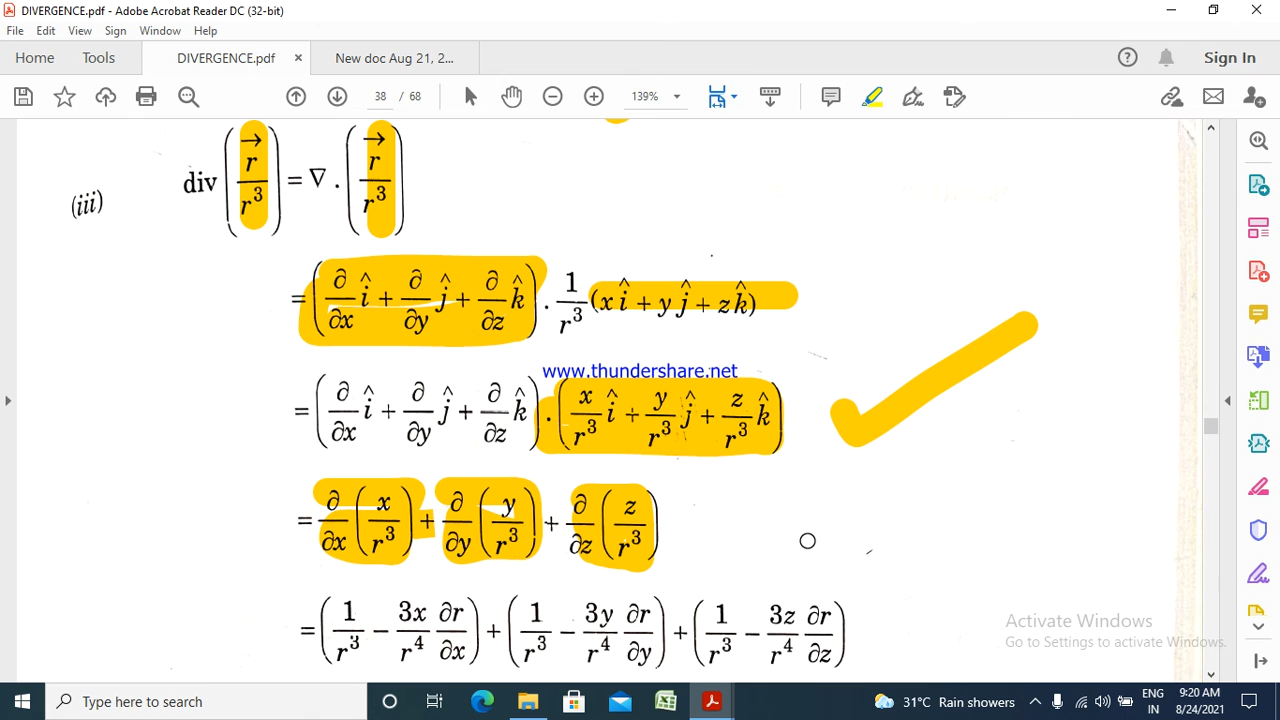 DIVERGENCE.pdf - Adobe Acrobat Reader DC (32-bit)
File Edit View Sign Window Help
Home Tools DIVERGENCE.pdf × New doc Aug 21, 2... ? Sign In
38 / 68 139%
(iii) div (r⃗/r³) = ∇ . (r⃗/r³)
= (∂/∂x î + ∂/∂y ĵ + ∂/∂z k̂) . 1/r³ (x î + y ĵ + z k̂)
www.thundershare.net
= (∂/∂x î + ∂/∂y ĵ + ∂/∂z k̂) . (x/r³ î + y/r³ ĵ + z/r³ k̂)
= ∂/∂x (x/r³) + ∂/∂y (y/r³) + ∂/∂z (z/r³)
= (1/r³ − 3x/r⁴ ∂r/∂x) + (1/r³ − 3y/r⁴ ∂r/∂y) + (1/r³ − 3z/r⁴ ∂r/∂z)
Activate Windows
Go to Settings to activate Windows.
Type here to search
31°C Rain showers
ENG
IN
9:20 AM
8/24/2021